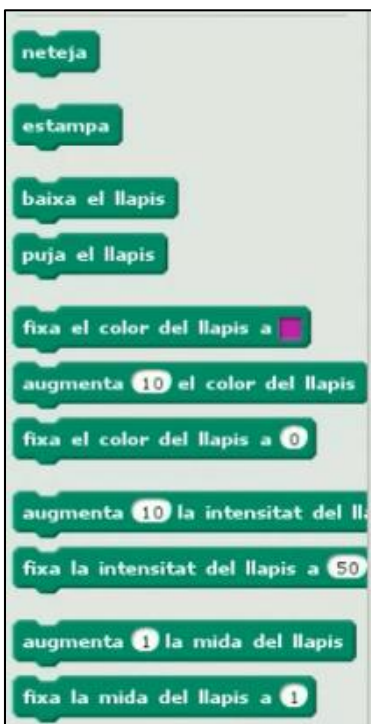 neteja
estampa
baixa el llapis
puja el llapis
fixa el color del llapis a
augmenta 10 el color del llapis
fixa el color del llapis a 0
augmenta 10 la intensitat del
fixa la intensitat del llapis a 50
augmenta 1 la mida del llapis
fixa la mida del llapis a 1